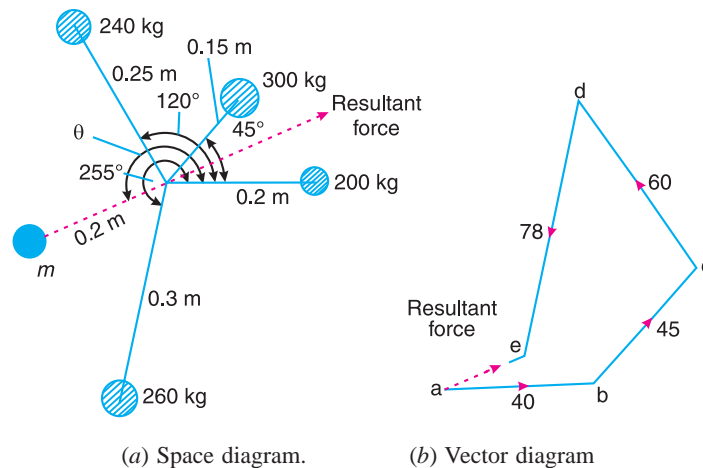 240 kg
0.15 m
0.25 m
300 kg
120°
Resultant
force
θ
45°
255°
200 kg
0.2 m
0.2 m
m
0.3 m
260 kg
(a) Space diagram.
d
60
78
c
Resultant
force
45
e
a
40
b
(b) Vector diagram